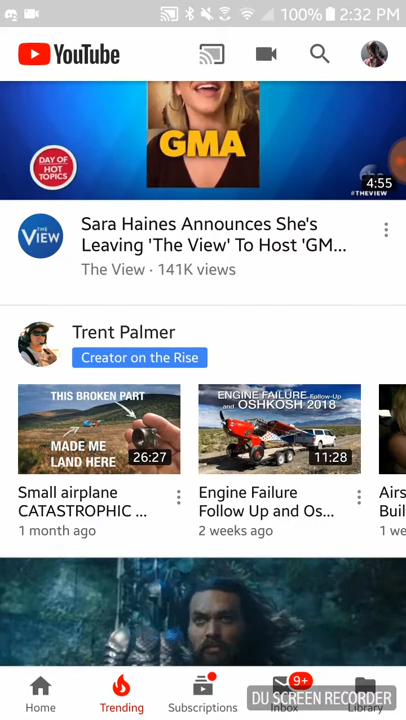 100% 2:32 PM
YouTube
GMA
DAY OF
HOT
TOPICS
abc
#THEVIEW
4:55
THE
VIEW
Sara Haines Announces She's
Leaving 'The View' To Host 'GM...
The View · 141K views
Trent Palmer
Creator on the Rise
THIS BROKEN PART
MADE ME
LAND HERE
26:27
ENGINE FAILURE Follow-Up
and OSHKOSH 2018
11:28
Small airplane
CATASTROPHIC ...
1 month ago
Engine Failure
Follow Up and Os...
2 weeks ago
Airs
Buil
1 we
9+
Home
Trending
Subscriptions
Inbox
Library
DU SCREEN RECORDER